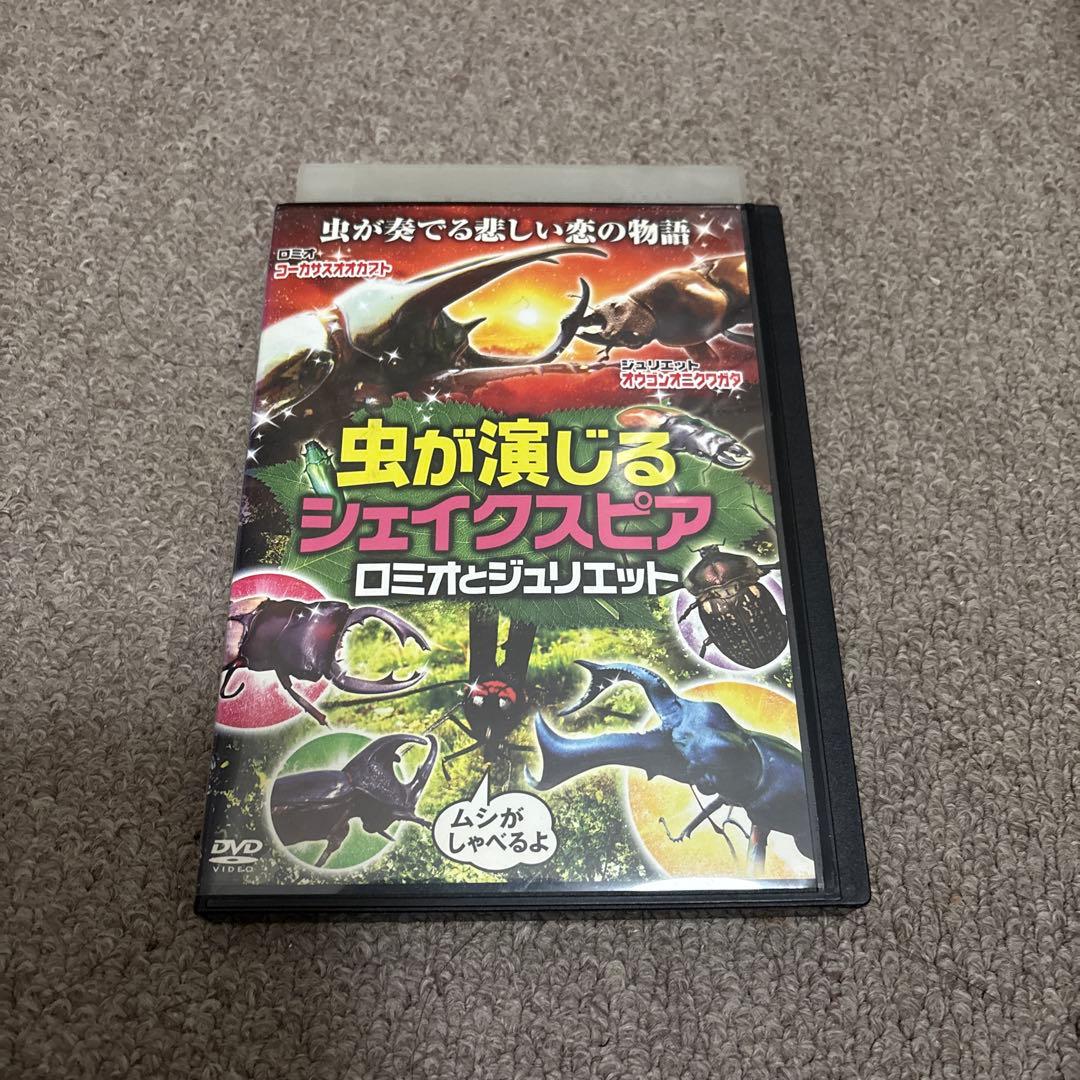 虫が奏でる悲しい恋の物語
ロミオ
コーカサスオオカブト
ジュリエット
オウゴンオニクワガタ
虫が演じる
シェイクスピア
ロミオとジュリエット
ムシが
しゃべるよ
DVD
VIDEO